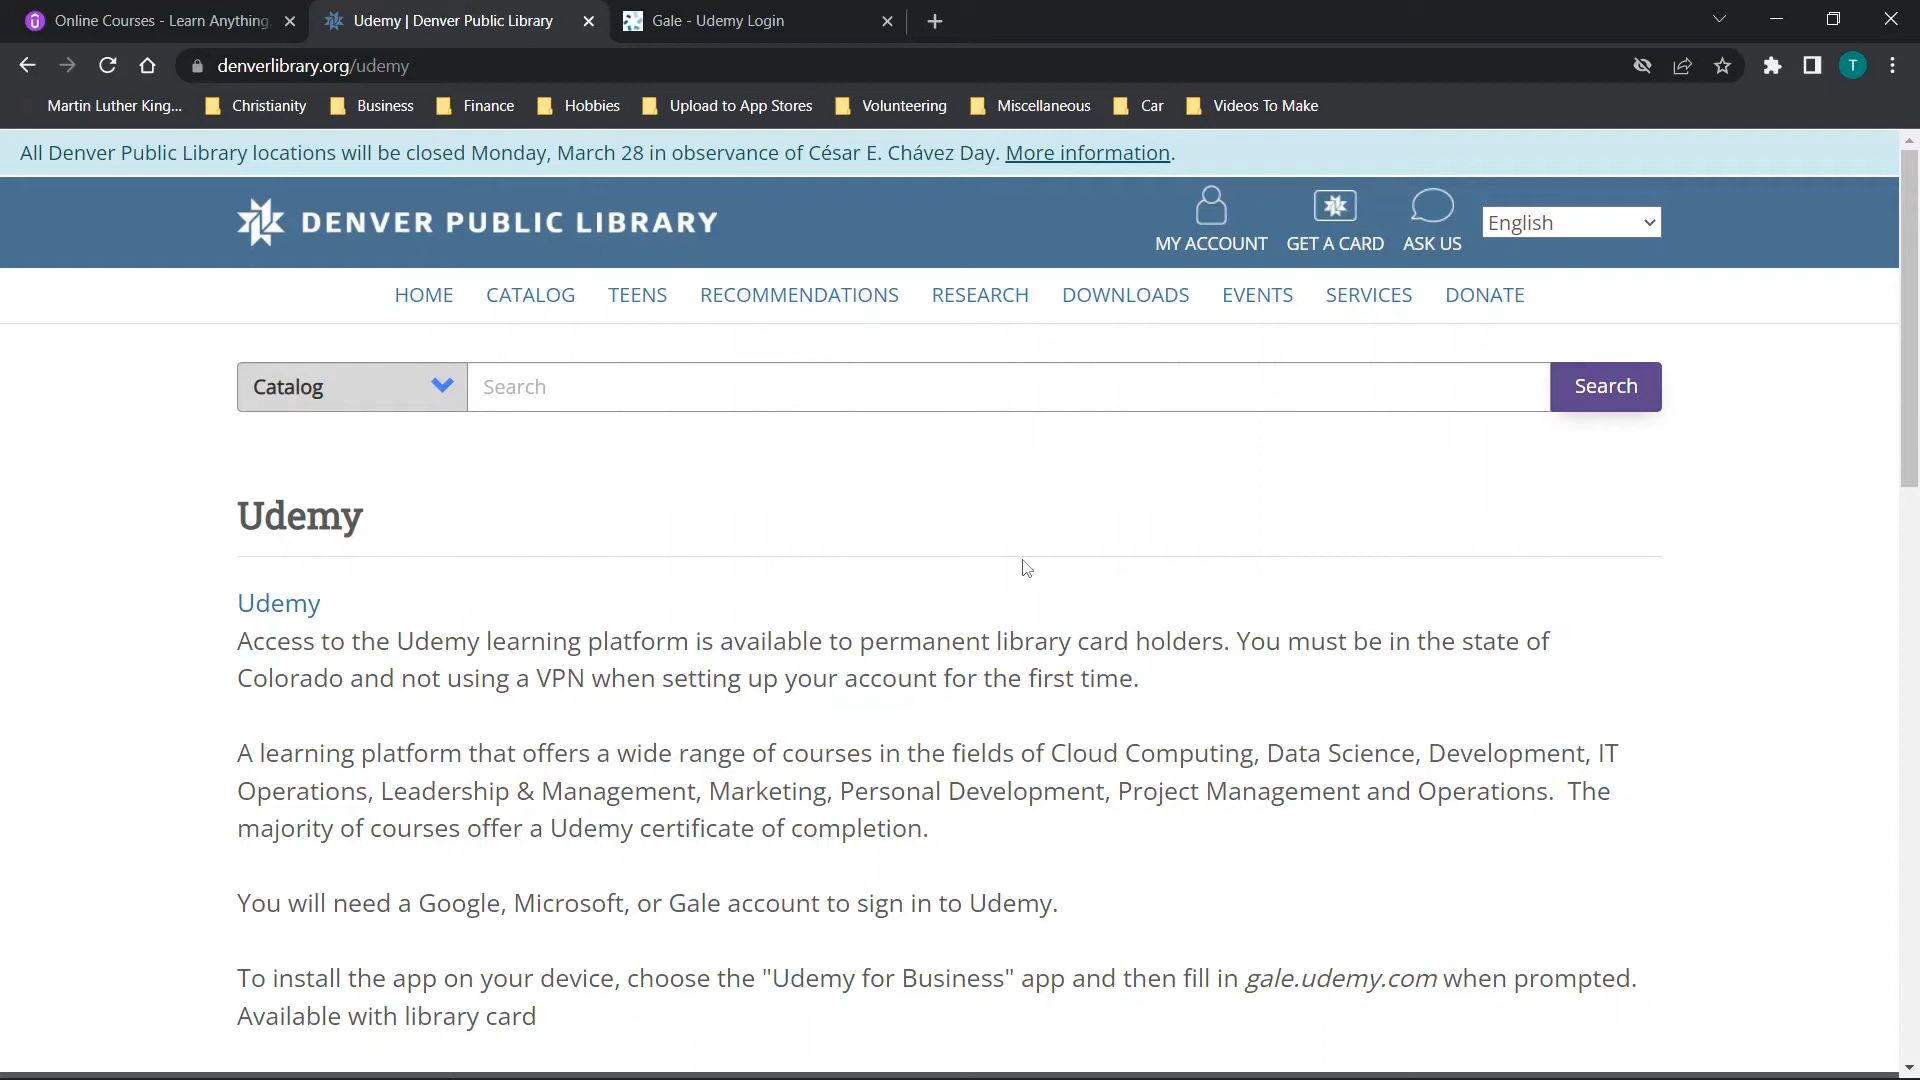 Online Courses - Learn Anything,
Udemy | Denver Public Library
Gale - Udemy Login
denverlibrary.org/udemy
T
Martin Luther King...
Christianity
Business
Finance
Hobbies
Upload to App Stores
Volunteering
Miscellaneous
Car
Videos To Make
All Denver Public Library locations will be closed Monday, March 28 in observance of César E. Chávez Day. More information.
DENVER PUBLIC LIBRARY
MY ACCOUNT
GET A CARD
ASK US
English
HOME
CATALOG
TEENS
RECOMMENDATIONS
RESEARCH
DOWNLOADS
EVENTS
SERVICES
DONATE
Catalog
Search
Search
Udemy
Udemy
Access to the Udemy learning platform is available to permanent library card holders. You must be in the state of
Colorado and not using a VPN when setting up your account for the first time.
A learning platform that offers a wide range of courses in the fields of Cloud Computing, Data Science, Development, IT
Operations, Leadership & Management, Marketing, Personal Development, Project Management and Operations. The
majority of courses offer a Udemy certificate of completion.
You will need a Google, Microsoft, or Gale account to sign in to Udemy.
To install the app on your device, choose the "Udemy for Business" app and then fill in gale.udemy.com when prompted.
Available with library card